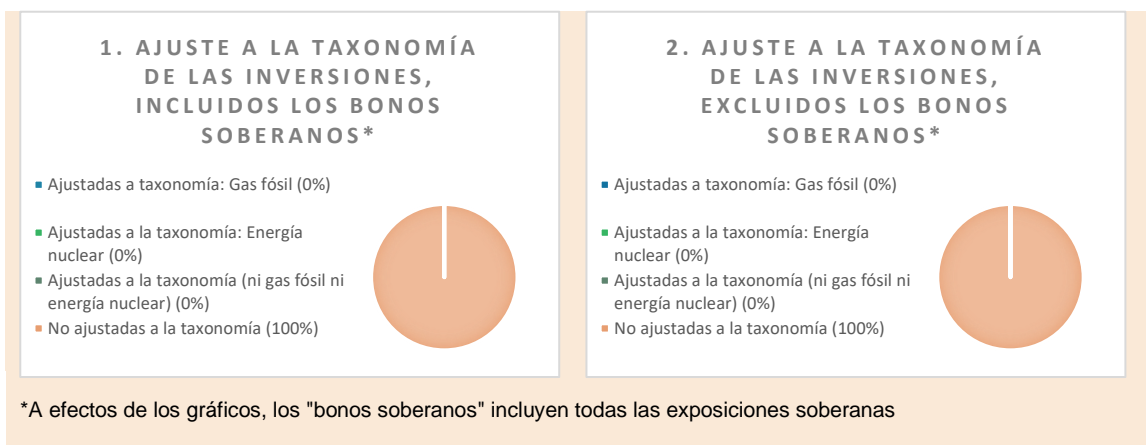 1. AJUSTE A LA TAXONOMÍA
DE LAS INVERSIONES,
INCLUIDOS LOS BONOS
SOBERANOS*
Ajustadas a taxonomía: Gas fósil (0%)
Ajustadas a la taxonomía: Energía
nuclear (0%)
Ajustadas a la taxonomía (ni gas fósil ni
energía nuclear) (0%)
No ajustadas a la taxonomía (100%)
2. AJUSTE A LA TAXONOMÍA
DE LAS INVERSIONES,
EXCLUIDOS LOS BONOS
SOBERANOS*
Ajustadas a taxonomía: Gas fósil (0%)
Ajustadas a la taxonomía: Energía
nuclear (0%)
Ajustadas a la taxonomía (ni gas fósil ni
energía nuclear) (0%)
No ajustadas a la taxonomía (100%)
*A efectos de los gráficos, los "bonos soberanos" incluyen todas las exposiciones soberanas